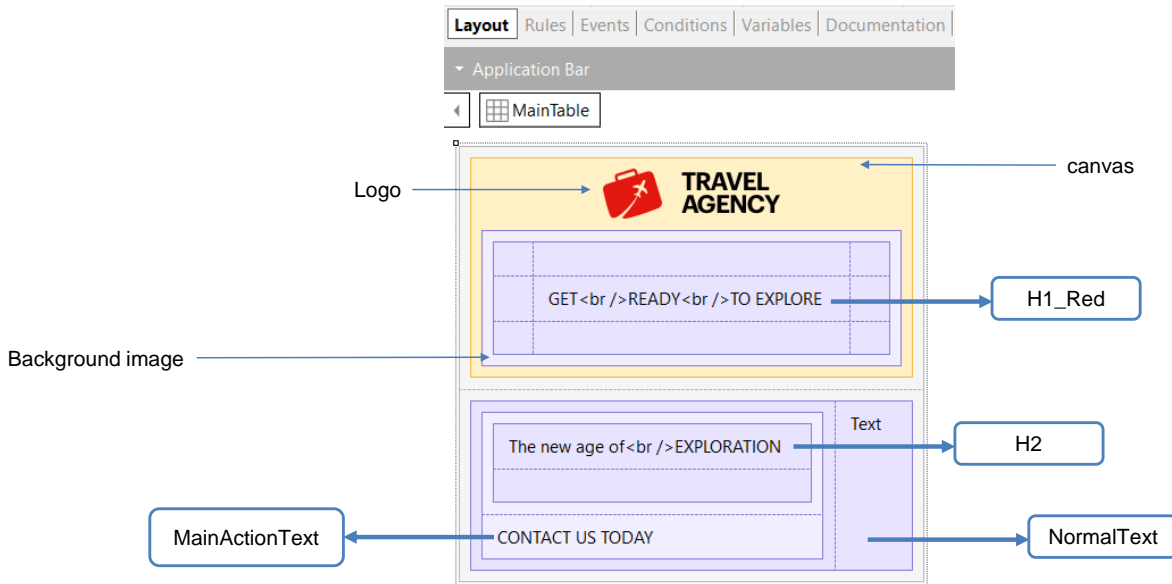 Layout Rules Events Conditions Variables Documentation
Application Bar
MainTable
canvas
Logo
TRAVEL
AGENCY
GET<br />READY<br />TO EXPLORE
H1_Red
Background image
Text
The new age of<br />EXPLORATION
H2
MainActionText
CONTACT US TODAY
NormalText